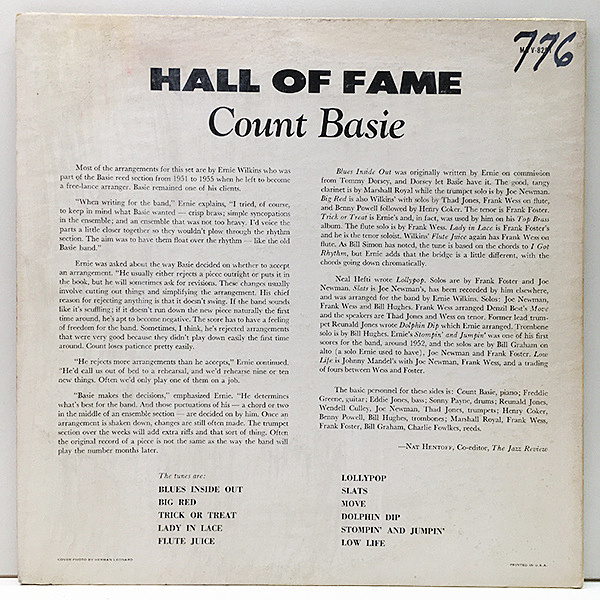 776
HALL OF FAME
Count Basie
Most of the arrangements for this set are by Ernie Wilkins who was
part of the Basie reed section from 1951 to 1955 when he left to become
a free-lance arranger. Basie remained one of his clients.
"When writing for the band," Ernie explains, "I tried, of course,
to keep in mind what Basie wanted — crisp brass; simple syncopations
in the ensemble; and an ensemble that was not too heavy. I'd voice the
parts a little closer together so they wouldn't plow through the rhythm
section. The aim was to have them float over the rhythm — like the old
Basie band."
Ernie was asked about the way Basie decided on whether to accept
an arrangement. "He usually either rejects a piece outright or puts it in
the book, but he will sometimes ask for revisions. These changes usually
involve cutting out things and simplifying the arrangement. His chief
reason for rejecting anything is that it doesn't swing. If the band sounds
like it's shuffling; if it doesn't run down the new piece naturally the first
time around, he's apt to become negative. The score has to have a feeling
of freedom for the band. Sometimes, I think, he's rejected arrangements
that were very good because they didn't play down easily the first time
around. Count loses patience pretty easily.
"He rejects more arrangements than he accepts," Ernie continued.
"He'd call us out of bed to a rehearsal, and we'd rehearse nine or ten
new things. Often we'd only play one of them on a job.
"Basie makes the decisions," emphasized Ernie. "He determines
what's best for the band. And those punctuations of his — a chord or two
in the middle of an ensemble section — are decided on by him. Once an
arrangement is shaken down, changes are still often made. The trumpet
section over the weeks will add extra riffs and that sort of thing. Often
the original record of a piece is not the same as the way the band will
play the number months later.
Blues Inside Out was originally written by Ernie on commission
from Tommy Dorsey, and Dorsey let Basie have it. The good, tangy
clarinet is by Marshall Royal while the trumpet solo is by Joe Newman.
Big Red is also Wilkins' with solos by Thad Jones, Frank Wess on flute,
and Benny Powell followed by Henry Coker. The tenor is Frank Foster.
Trick or Treat is Ernie's and, in fact, was used by him on his Top Brass
album. The flute solo is by Frank Wess. Lady in Lace is Frank Foster's
and he is the tenor soloist. Wilkins' Flute Juice again has Frank Wess on
flute. As Bill Simon has noted, the tune is based on the chords to I Got
Rhythm, but Ernie adds that the bridge is a little different, with the
chords going down chromatically.
Neal Hefti wrote Lollypop. Solos are by Frank Foster and Joe
Newman. Slats is Joe Newman's, has been recorded by him elsewhere,
and was arranged for the band by Ernie Wilkins. Solos: Joe Newman,
Frank Wess and Bill Hughes. Frank Wess arranged Denzil Best's Move
and the speakers are Thad Jones and Wess on tenor. Former lead trum-
pet Reunald Jones wrote Dolphin Dip which Ernie arranged. Trombone
solo is by Bill Hughes. Ernie's Stompin' and Jumpin' was one of his first
scores for the band, around 1952, and the solos are by Bill Graham on
alto (a solo Ernie used to have), Joe Newman and Frank Foster. Low
Life is Johnny Mandel's with Joe Newman, Frank Wess, and a trading
of fours between Wess and Foster.
The basic personnel for these sides is: Count Basie, piano; Freddie
Greene, guitar; Eddie Jones, bass; Sonny Payne, drums; Reunald Jones,
Wendell Culley, Joe Newman, Thad Jones, trumpets; Henry Coker,
Benny Powell, Bill Hughes, trombones; Marshall Royal, Frank Wess,
Frank Foster, Bill Graham, Charlie Fowlkes, reeds.
—NAT HENTOFF, Co-editor, The Jazz Review
The tunes are:
BLUES INSIDE OUT
BIG RED
TRICK OR TREAT
LADY IN LACE
FLUTE JUICE
LOLLYPOP
SLATS
MOVE
DOLPHIN DIP
STOMPIN' AND JUMPIN'
LOW LIFE
COVER PHOTO BY HERMAN LEONARD
PRINTED IN U.S.A.